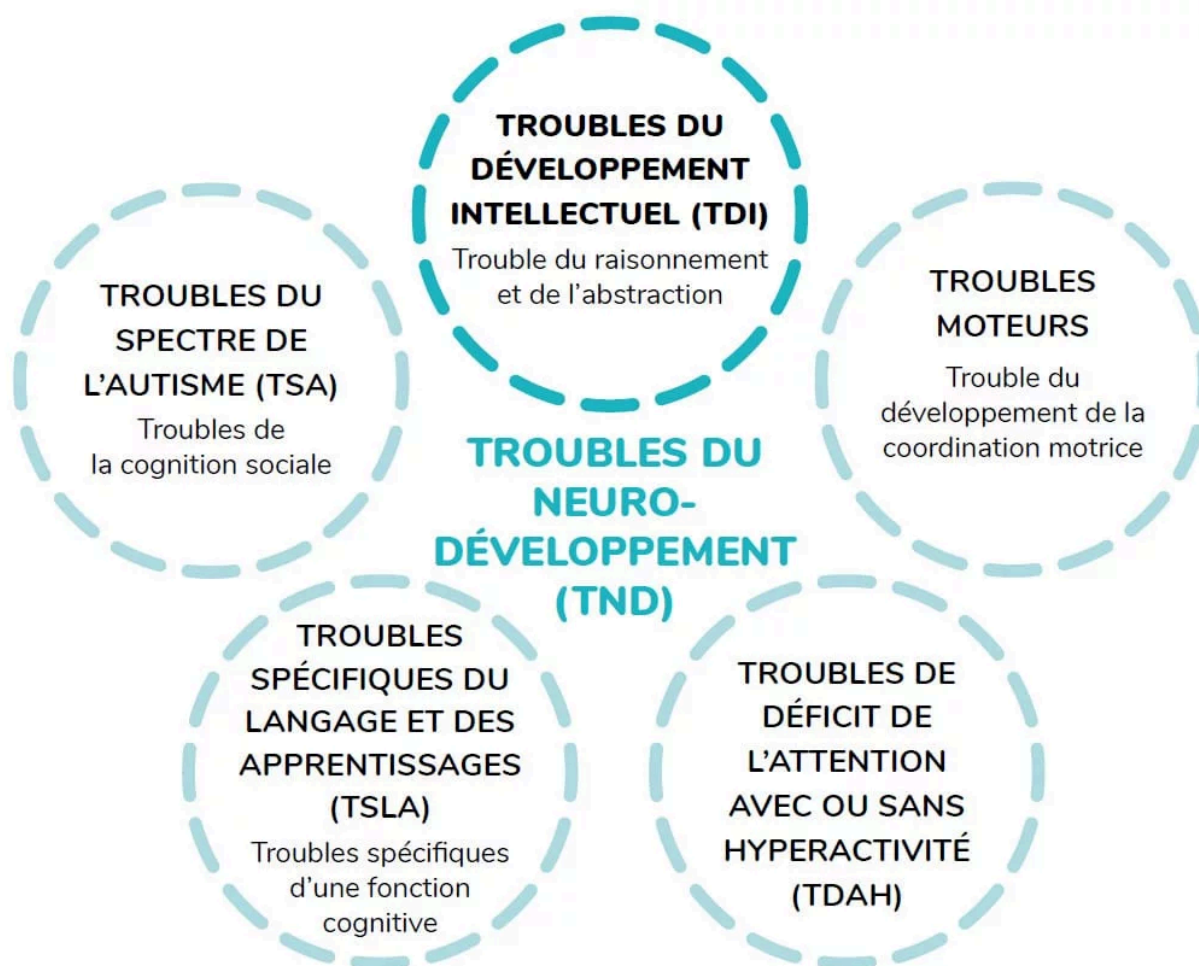 TROUBLES DU
DÉVELOPPEMENT
INTELLECTUEL (TDI)
Trouble du raisonnement
et de l'abstraction
TROUBLES DU
SPECTRE DE
L'AUTISME (TSA)
Troubles de
la cognition sociale
TROUBLES
MOTEURS
Trouble du
développement de la
coordination motrice
TROUBLES DU
NEURO-
DÉVELOPPEMENT
(TND)
TROUBLES
SPÉCIFIQUES DU
LANGAGE ET DES
APPRENTISSAGES
(TSLA)
Troubles spécifiques
d'une fonction
cognitive
TROUBLES DE
DÉFICIT DE
L'ATTENTION
AVEC OU SANS
HYPERACTIVITÉ
(TDAH)